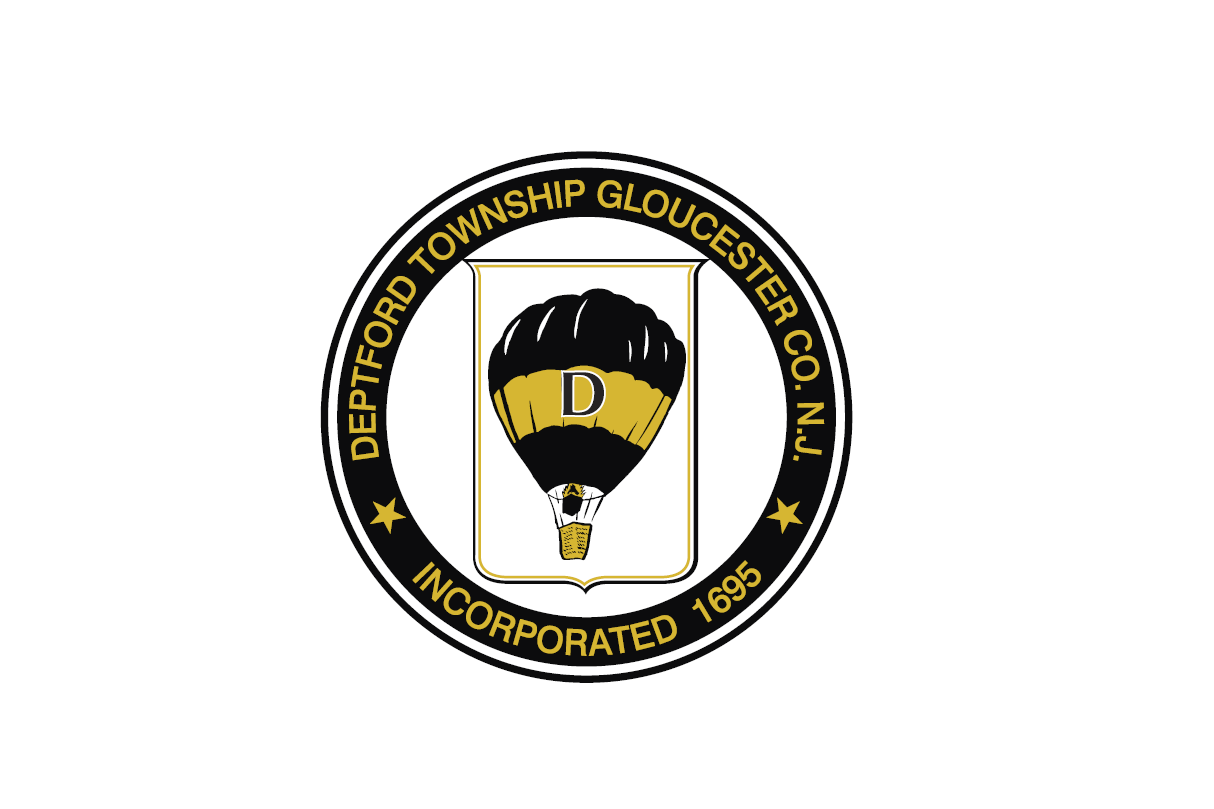 DEPTFORD TOWNSHIP GLOUCESTER CO. N.J.
D
INCORPORATED 1695